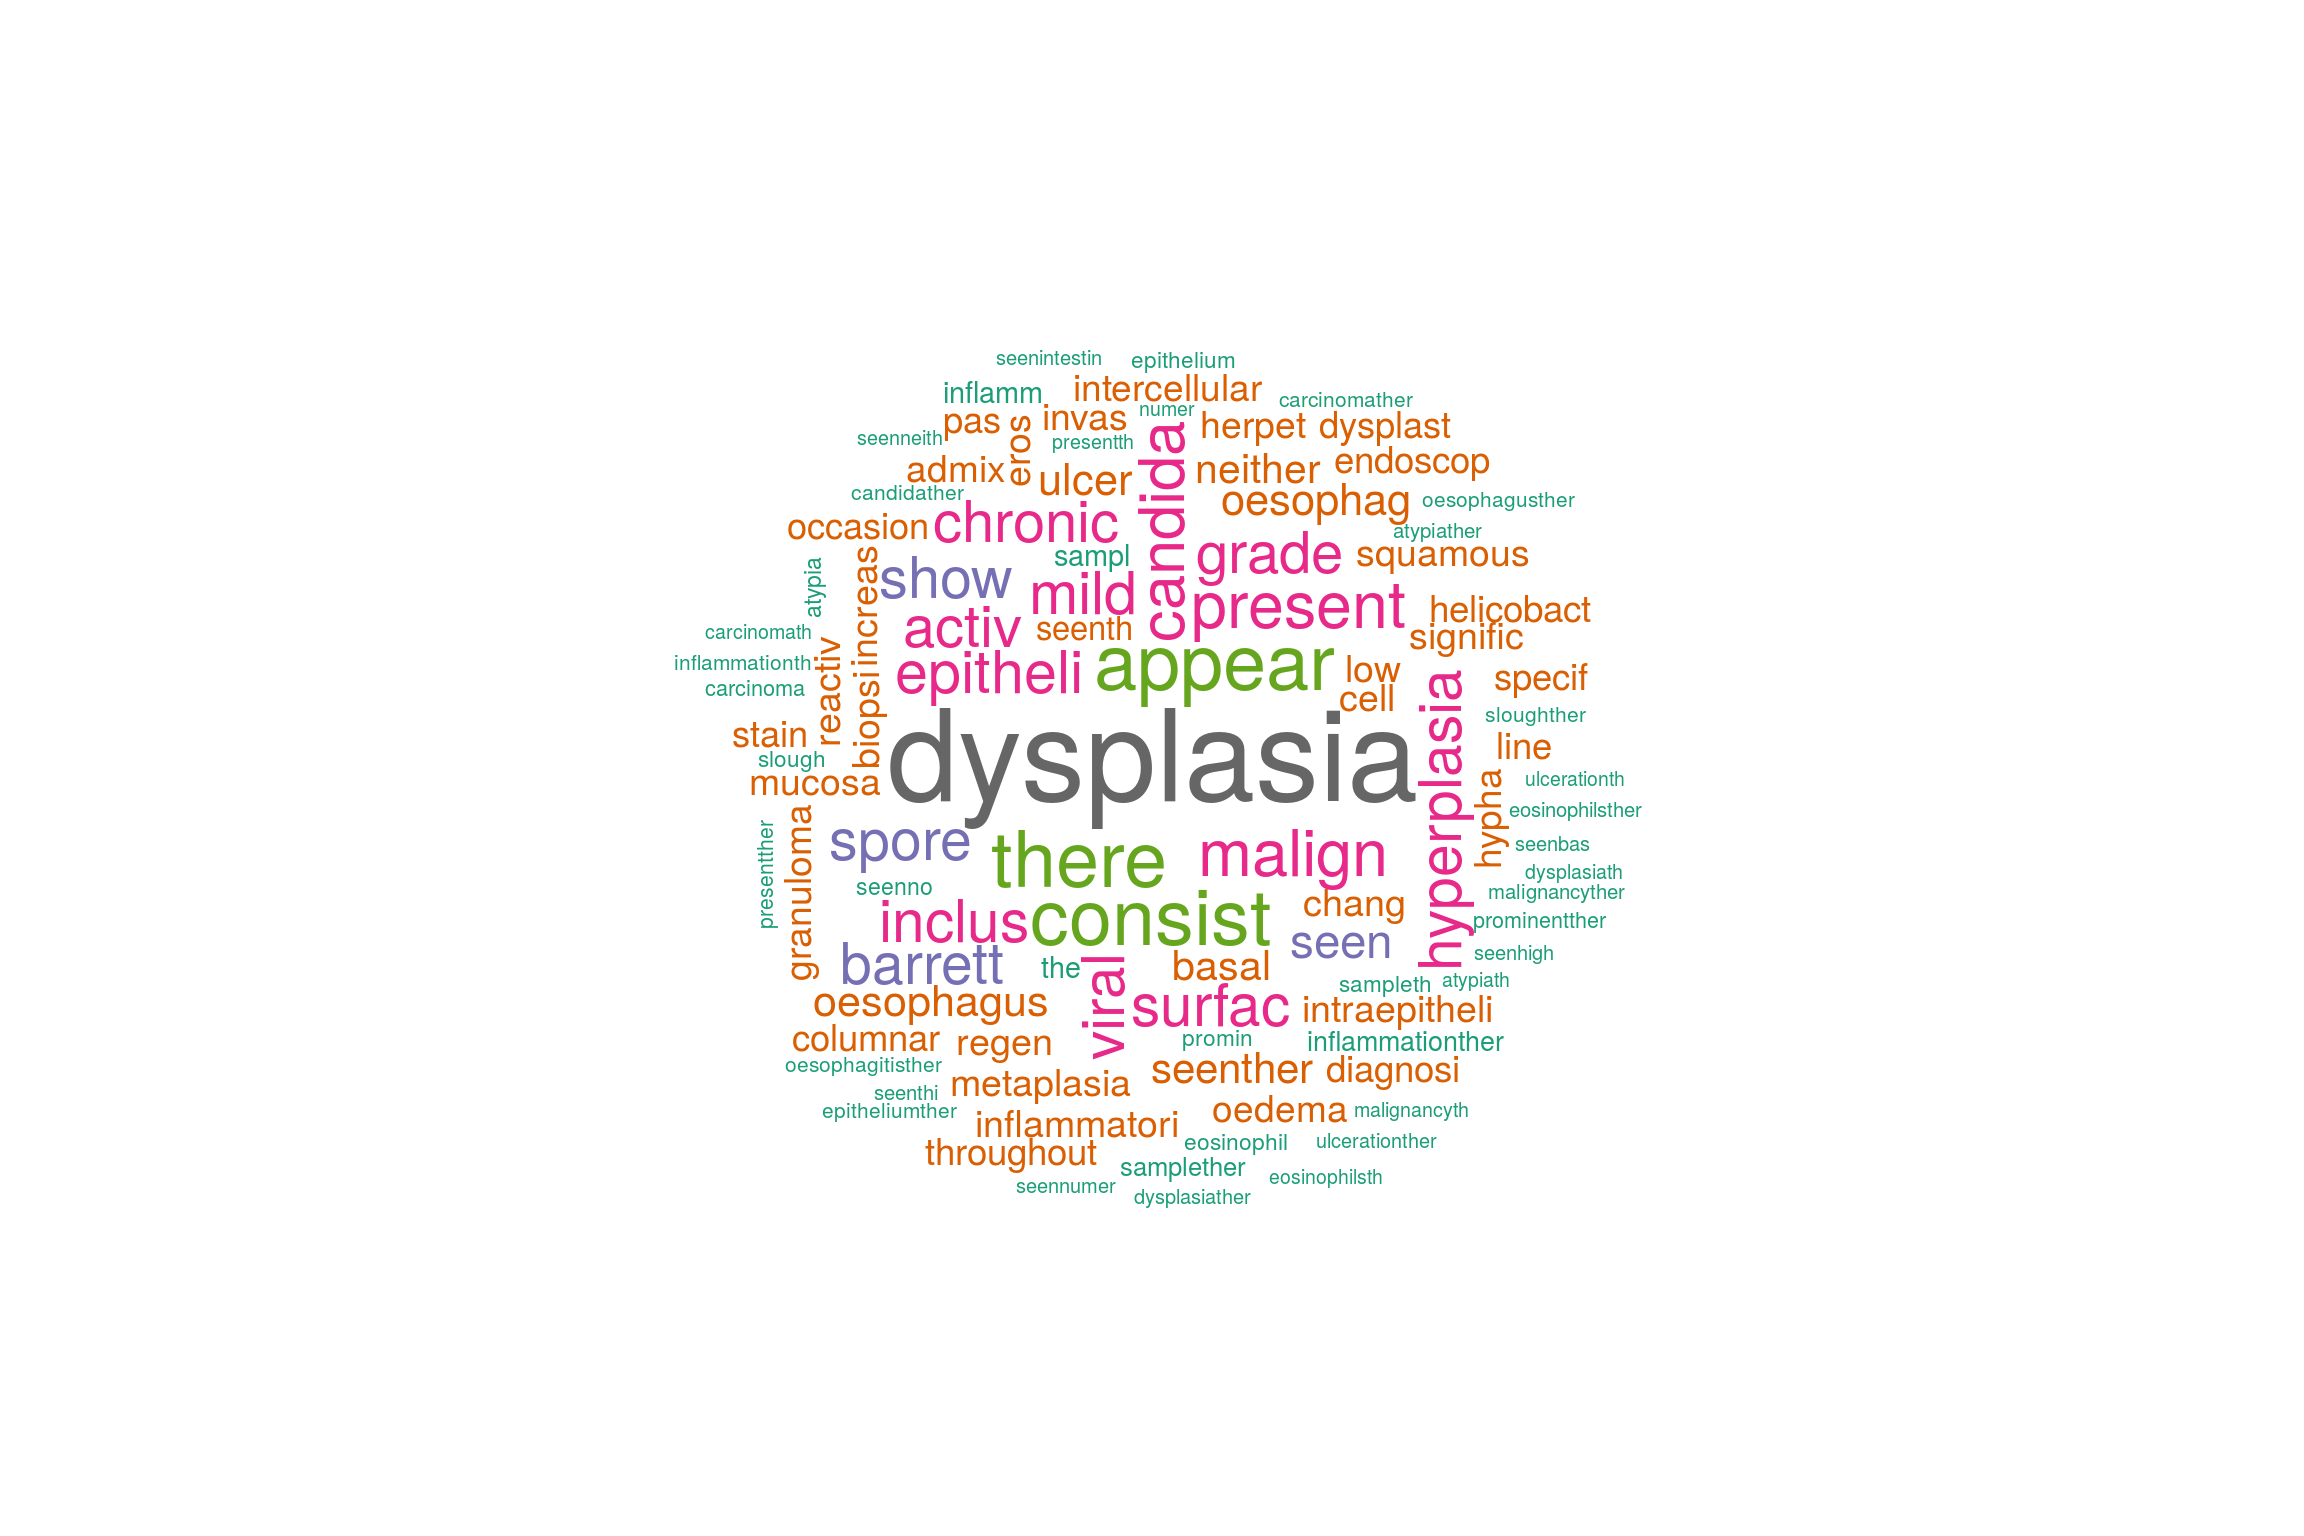 seenintestin
epithelium
inflamm
intercellular
carcinomather
pas
eros
invas
numer
herpet
dysplast
seenneith
presentth
admix
ulcer
candida
neither
endoscop
candidather
oesophag
oesophagusther
occasion
chronic
grade
atypiather
sampl
squamous
atypia
increas
show
mild
present
helicobact
carcinomath
activ
seenth
signific
inflammationth
reactiv
epitheli
appear
low
specif
carcinoma
biopsi
cell
hyperplasia
sloughther
stain
dysplasia
line
slough
mucosa
hypha
ulcerationth
eosinophilsther
presentther
granuloma
spore
there
malign
seenbas
dysplasiath
seenno
malignancyther
inclus
consist
chang
prominentther
barrett
seen
seenhigh
the
viral
basal
sampleth
atypiath
oesophagus
surfac
intraepitheli
columnar
regen
promin
inflammationther
oesophagitisther
seenther
diagnosi
seenthi
metaplasia
epitheliumther
oedema
malignancyth
inflammatori
throughout
eosinophil
ulcerationther
samplether
seennumer
eosinophilsth
dysplasiather